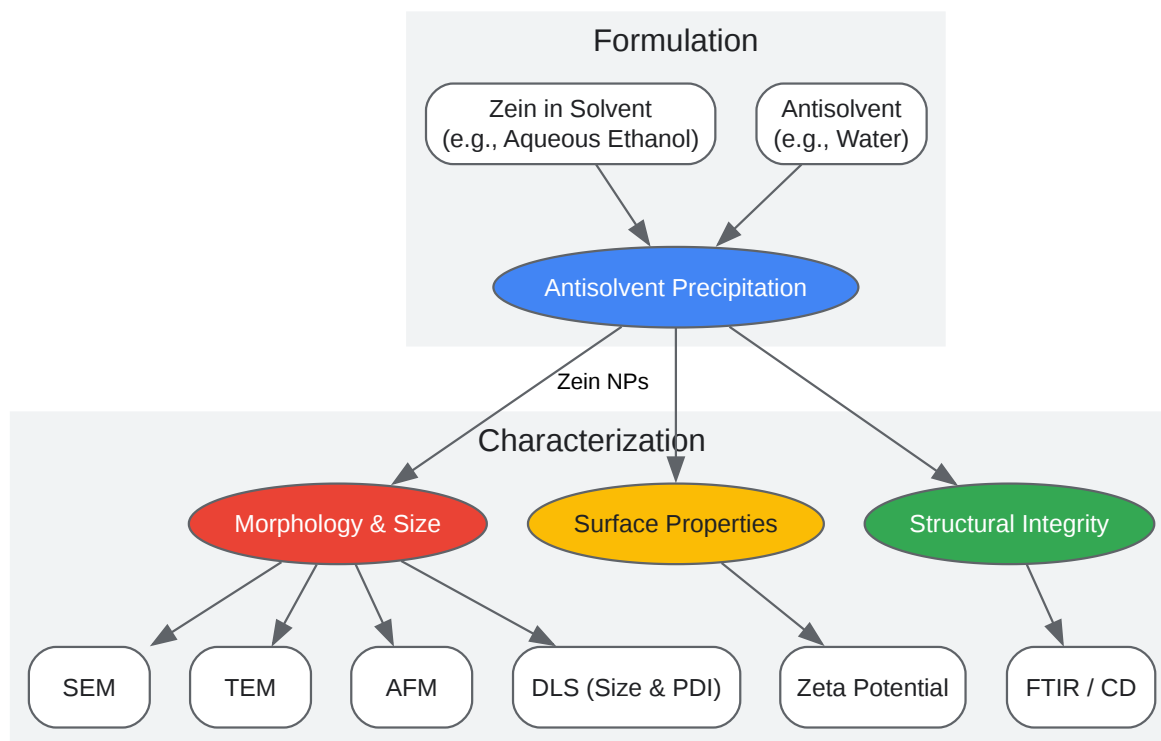 Formulation
Zein in Solvent
(e.g., Aqueous Ethanol)
Antisolvent
(e.g., Water)
Antisolvent Precipitation
Zein NPs
Characterization
Morphology & Size
Surface Properties
Structural Integrity
SEM
TEM
AFM
DLS (Size & PDI)
Zeta Potential
FTIR / CD